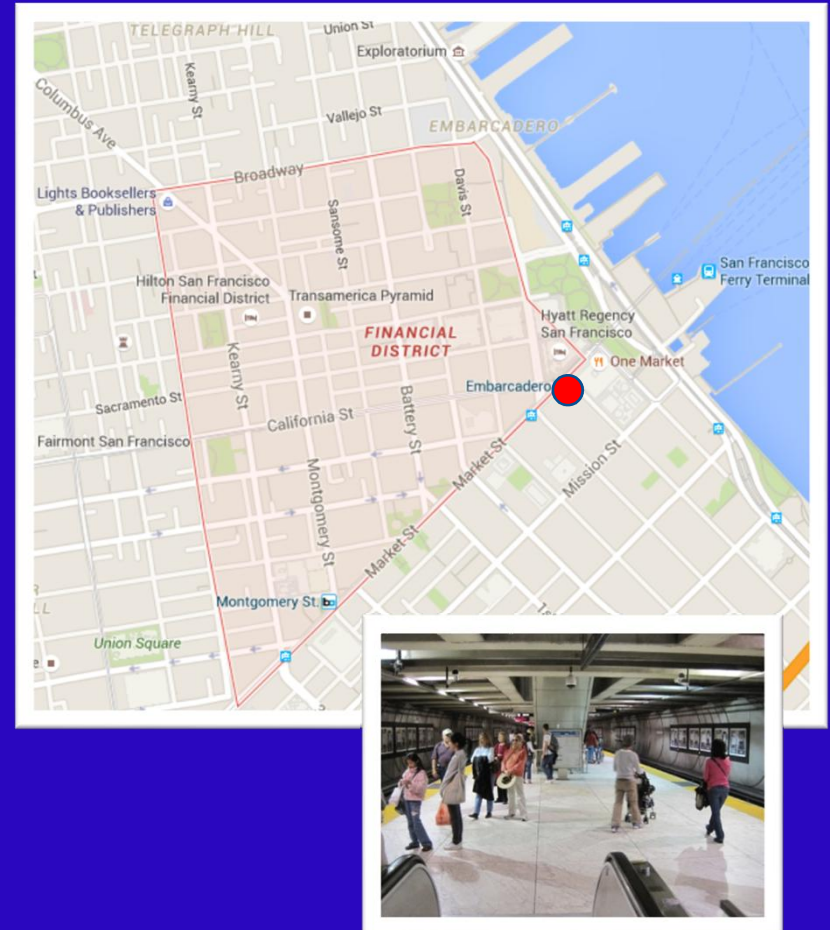 TELEGRAPH HILL
Union St
Exploratorium
Kearny St
Columbus Ave
Vallejo St
EMBARCADERO
Broadway
Davis St
Lights Booksellers
& Publishers
Sansome St
San Francisco
Ferry Terminal
Hilton San Francisco
Financial District
Transamerica Pyramid
Hyatt Regency
San Francisco
FINANCIAL
DISTRICT
One Market
Kearny St
Embarcadero
Battery St
Sacramento St
California St
Fairmont San Francisco
Market St
Mission St
Montgomery St
Market St
Montgomery St.
Union Square